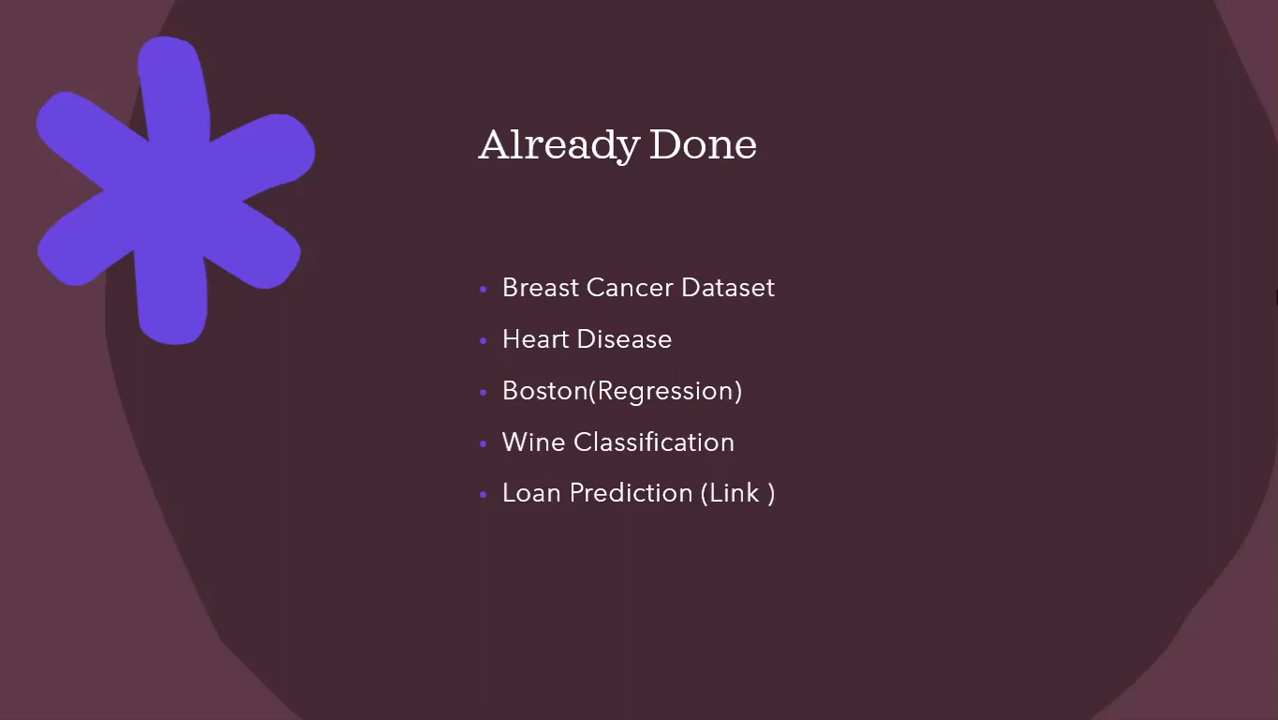 Already Done
• Breast Cancer Dataset
• Heart Disease
• Boston(Regression)
• Wine Classification
• Loan Prediction (Link )